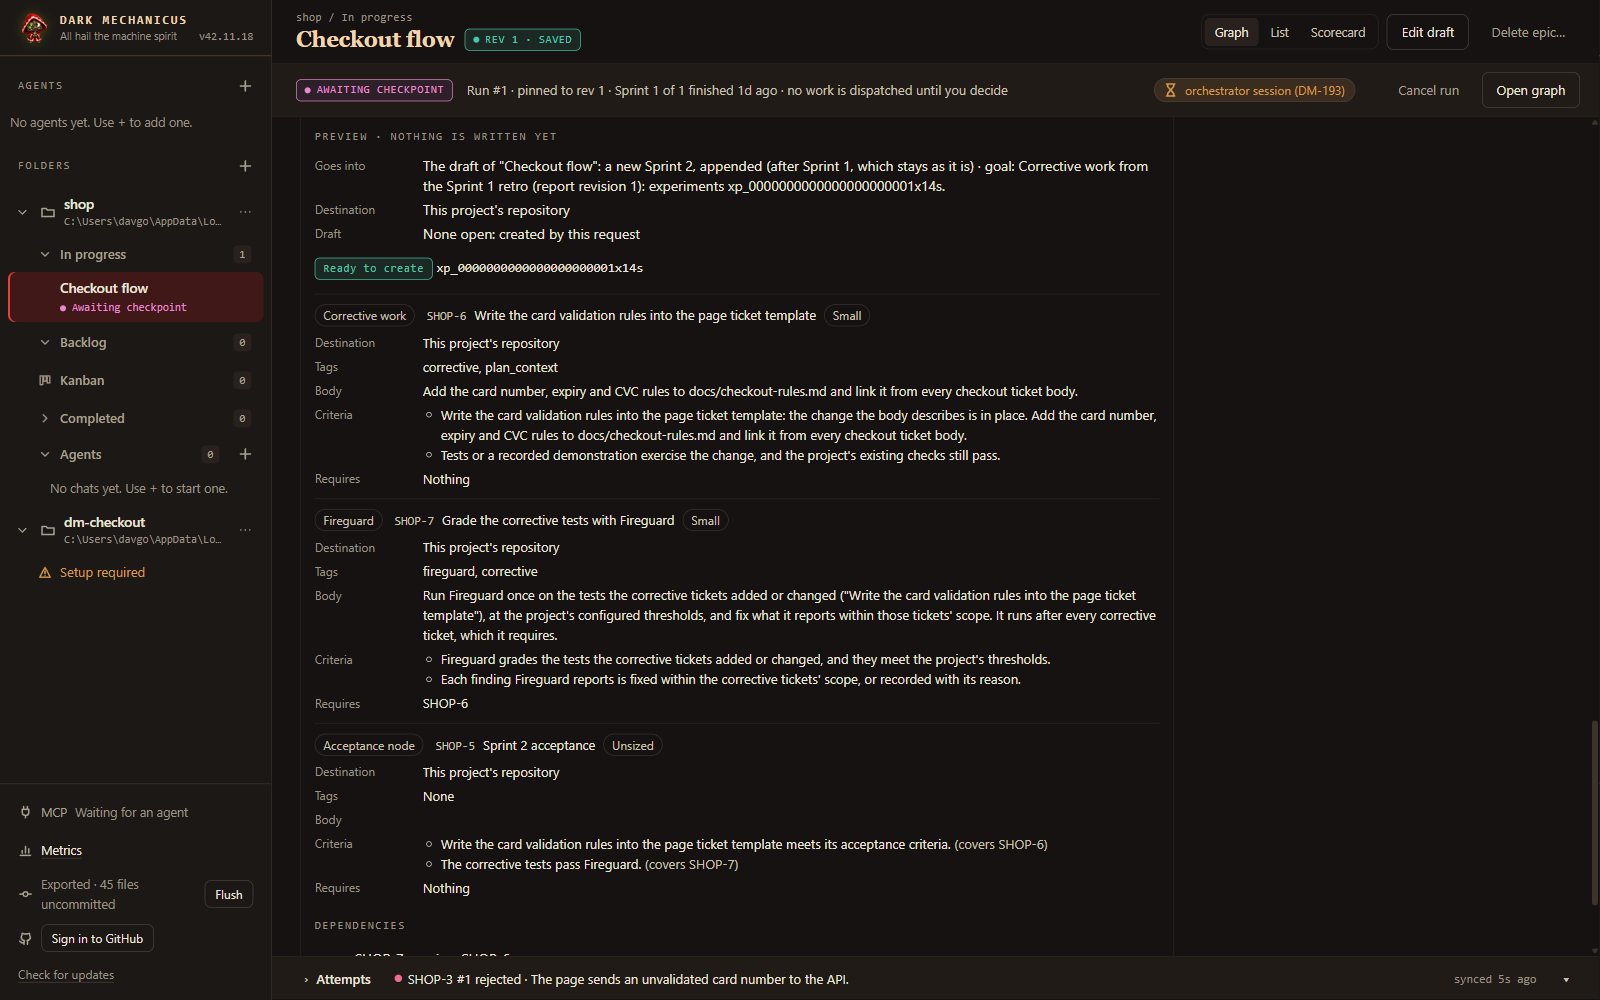 DARK MECHANICUS
All hail the machine spirit
v42.11.18
AGENTS
No agents yet. Use + to add one.
FOLDERS
shop
C:\Users\davgo\AppData\Lo…
In progress
1
Checkout flow
Awaiting checkpoint
Backlog
0
Kanban
0
Completed
0
Agents
0
No chats yet. Use + to start one.
dm-checkout
C:\Users\davgo\AppData\Lo…
Setup required
MCP Waiting for an agent
Metrics
Exported · 45 files
uncommitted
Flush
Sign in to GitHub
Check for updates
shop / In progress
Checkout flow
REV 1 · SAVED
Graph
List
Scorecard
Edit draft
Delete epic…
AWAITING CHECKPOINT
Run #1 · pinned to rev 1 · Sprint 1 of 1 finished 1d ago · no work is dispatched until you decide
orchestrator session (DM-193)
Cancel run
Open graph
PREVIEW · NOTHING IS WRITTEN YET
Goes into
The draft of "Checkout flow": a new Sprint 2, appended (after Sprint 1, which stays as it is) · goal: Corrective work from
the Sprint 1 retro (report revision 1): experiments xp_0000000000000000000001x14s.
Destination
This project's repository
Draft
None open: created by this request
Ready to create xp_0000000000000000000001x14s
Corrective work SHOP-6 Write the card validation rules into the page ticket template Small
Destination
This project's repository
Tags
corrective, plan_context
Body
Add the card number, expiry and CVC rules to docs/checkout-rules.md and link it from every checkout ticket body.
Criteria
Write the card validation rules into the page ticket template: the change the body describes is in place. Add the card number,
expiry and CVC rules to docs/checkout-rules.md and link it from every checkout ticket body.
Tests or a recorded demonstration exercise the change, and the project's existing checks still pass.
Requires
Nothing
Fireguard SHOP-7 Grade the corrective tests with Fireguard Small
Destination
This project's repository
Tags
fireguard, corrective
Body
Run Fireguard once on the tests the corrective tickets added or changed ("Write the card validation rules into the page ticket
template"), at the project's configured thresholds, and fix what it reports within those tickets' scope. It runs after every corrective
ticket, which it requires.
Criteria
Fireguard grades the tests the corrective tickets added or changed, and they meet the project's thresholds.
Each finding Fireguard reports is fixed within the corrective tickets' scope, or recorded with its reason.
Requires
SHOP-6
Acceptance node SHOP-5 Sprint 2 acceptance Unsized
Destination
This project's repository
Tags
None
Body
Criteria
Write the card validation rules into the page ticket template meets its acceptance criteria. (covers SHOP-6)
The corrective tests pass Fireguard. (covers SHOP-7)
Requires
Nothing
DEPENDENCIES
Attempts
SHOP-3 #1 rejected · The page sends an unvalidated card number to the API.
synced 5s ago